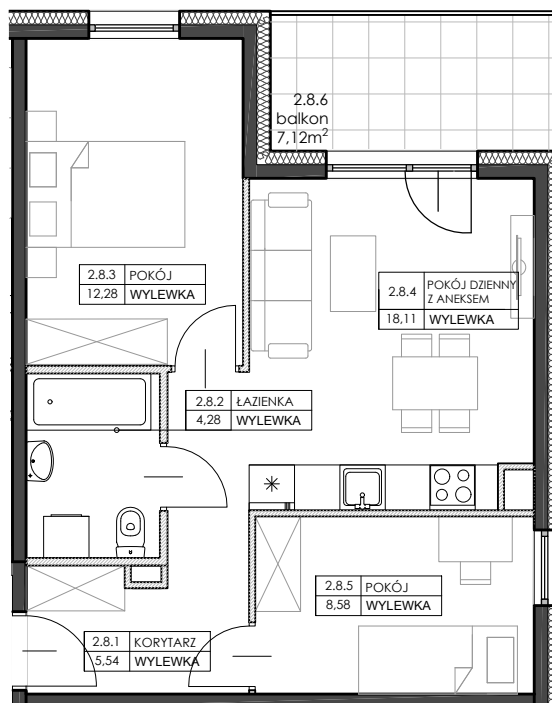 2.8.6
balkon
7,12m²
2.8.3 POKÓJ
12,28 WYLEWKA
2.8.4 POKÓJ DZIENNY
Z ANEKSEM
18,11 WYLEWKA
2.8.2 ŁAZIENKA
4,28 WYLEWKA
2.8.5 POKÓJ
8,58 WYLEWKA
2.8.1 KORYTARZ
5,54 WYLEWKA